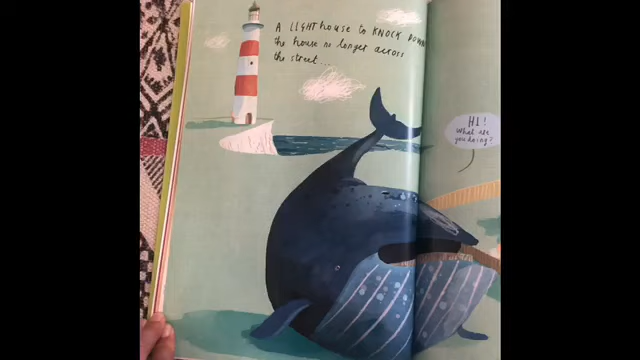 A LIGHThouse to KNOCK DOWN
the house no longer across
the street...
HI!
What are
you doing?